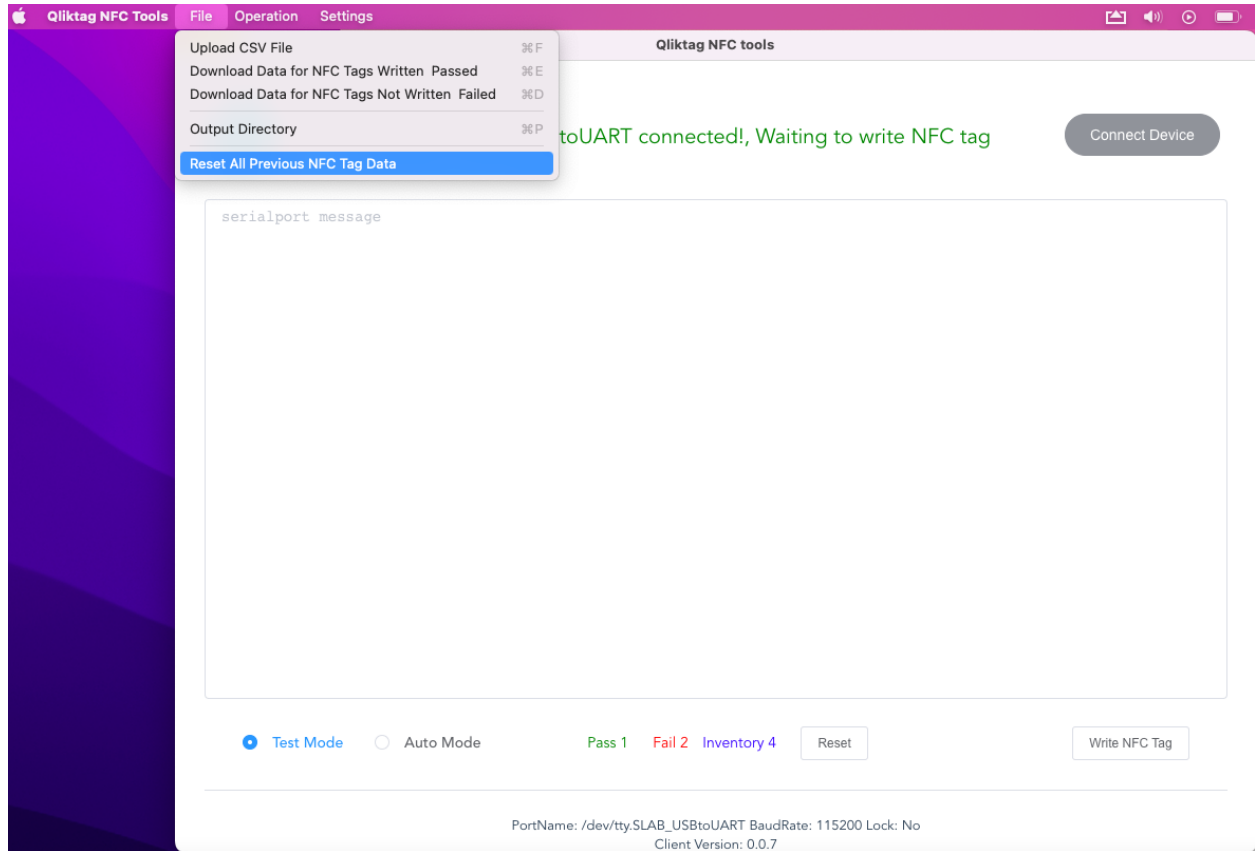 Qliktag NFC Tools File Operation Settings
Qliktag NFC tools
Upload CSV File ⌘F
Download Data for NFC Tags Written  Passed ⌘E
Download Data for NFC Tags Not Written  Failed ⌘D
Output Directory ⌘P
Reset All Previous NFC Tag Data
toUART connected!, Waiting to write NFC tag
Connect Device
serialport message
Test Mode Auto Mode Pass 1 Fail 2 Inventory 4 Reset Write NFC Tag
PortName: /dev/tty.SLAB_USBtoUART BaudRate: 115200 Lock: No
Client Version: 0.0.7